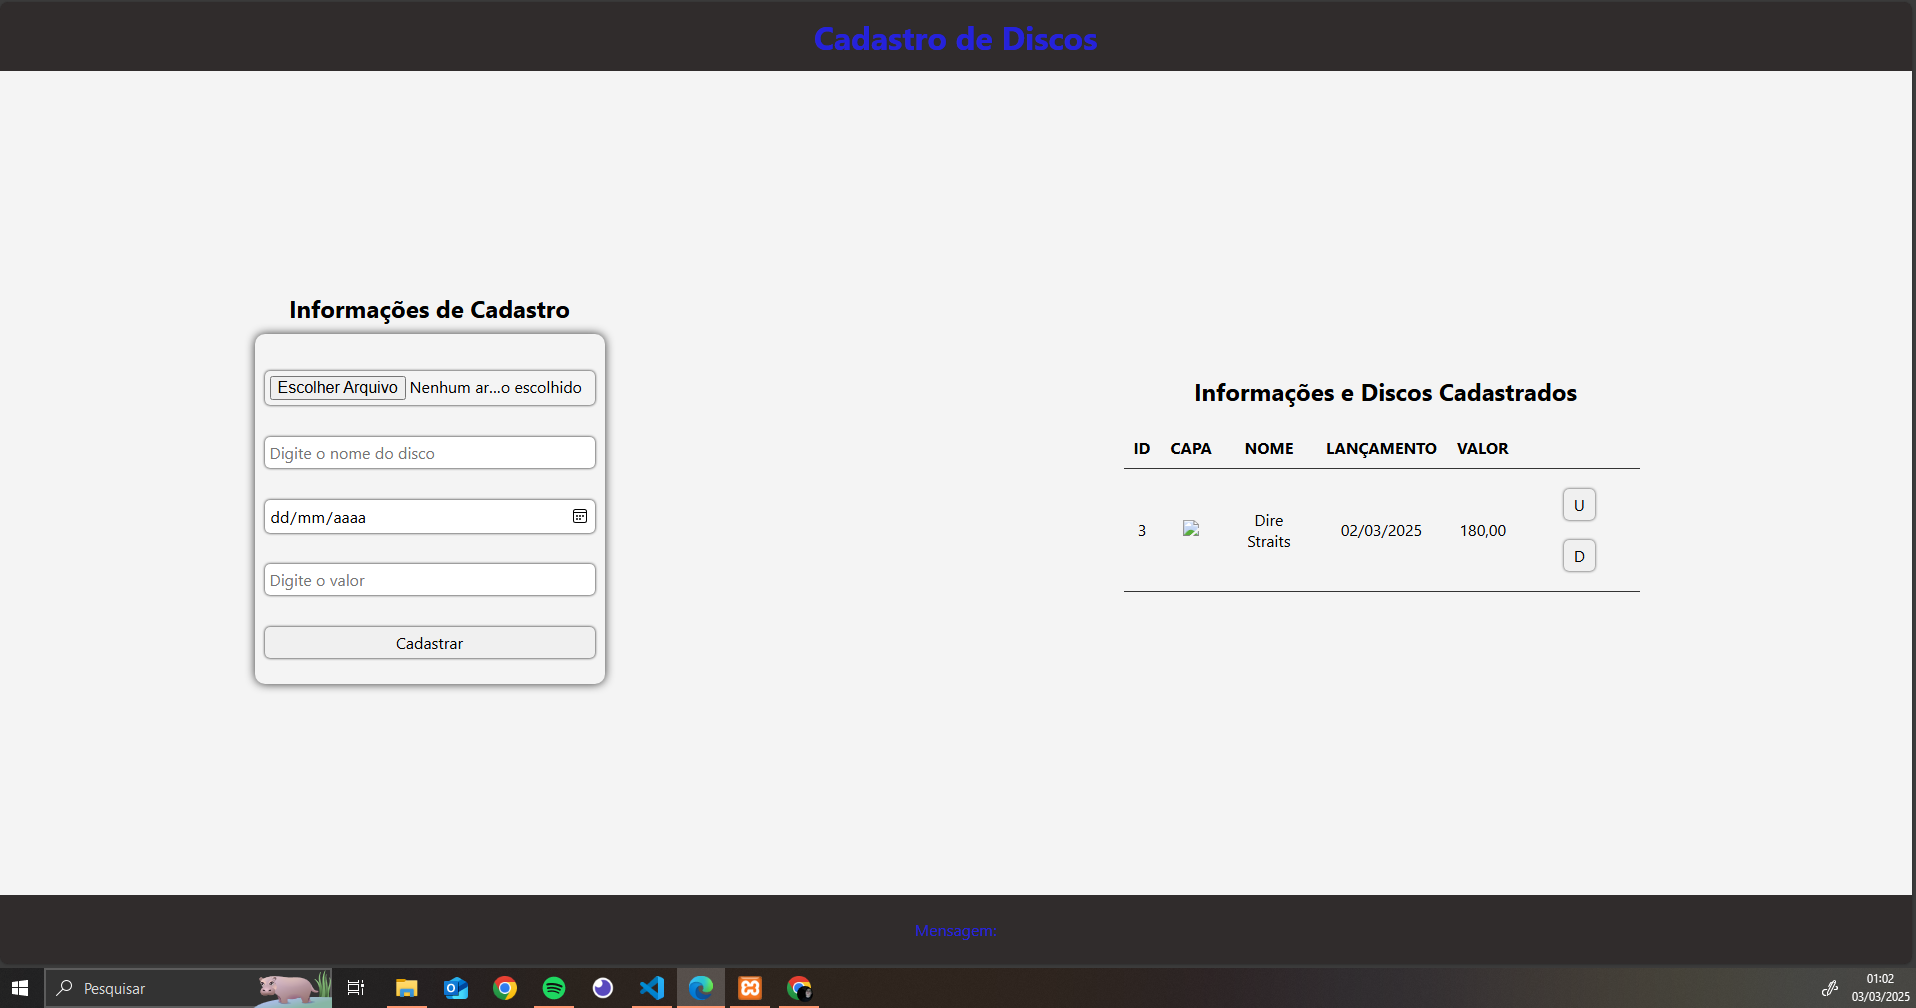 Cadastro de Discos
Informações de Cadastro
Escolher Arquivo Nenhum ar...o escolhido
Digite o nome do disco
dd/mm/aaaa
Digite o valor
Cadastrar
Informações e Discos Cadastrados
ID CAPA NOME LANÇAMENTO VALOR
3 Dire Straits 02/03/2025 180,00
U
D
Mensagem:
Pesquisar
01:02
03/03/2025